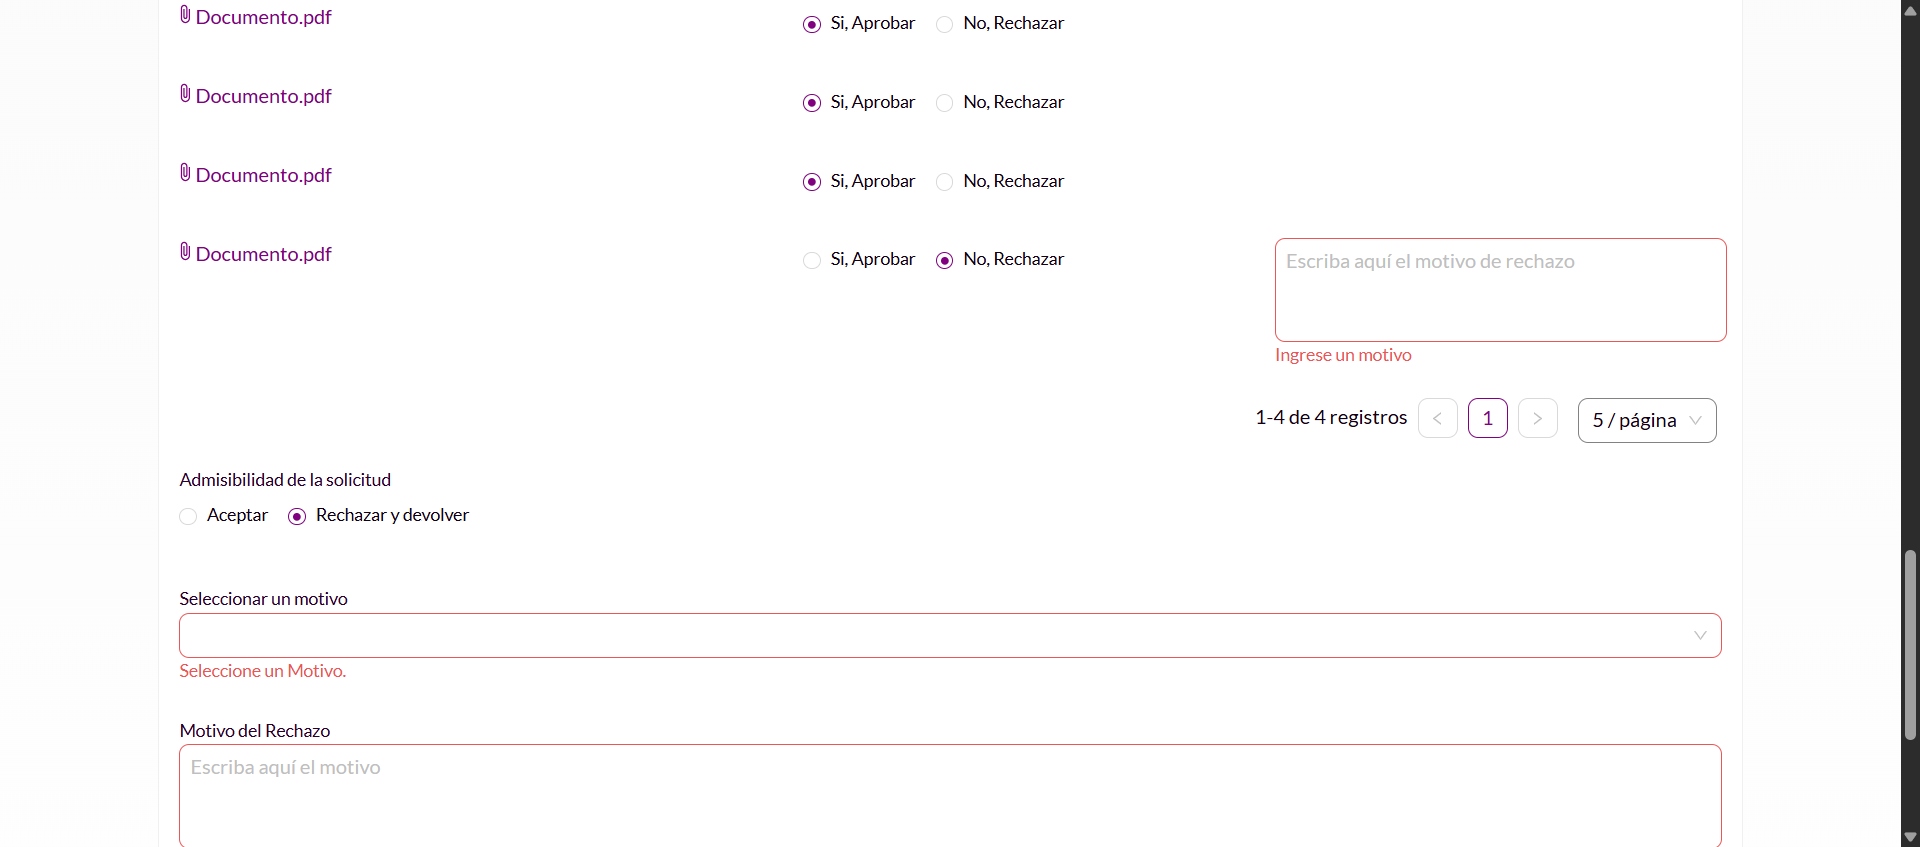 Documento.pdf Si, Aprobar No, Rechazar
Documento.pdf Si, Aprobar No, Rechazar
Documento.pdf Si, Aprobar No, Rechazar
Documento.pdf Si, Aprobar No, Rechazar Escriba aquí el motivo de rechazo
Ingrese un motivo
1-4 de 4 registros < 1 > 5 / página
Admisibilidad de la solicitud
Aceptar Rechazar y devolver
Seleccionar un motivo
Seleccione un Motivo.
Motivo del Rechazo
Escriba aquí el motivo